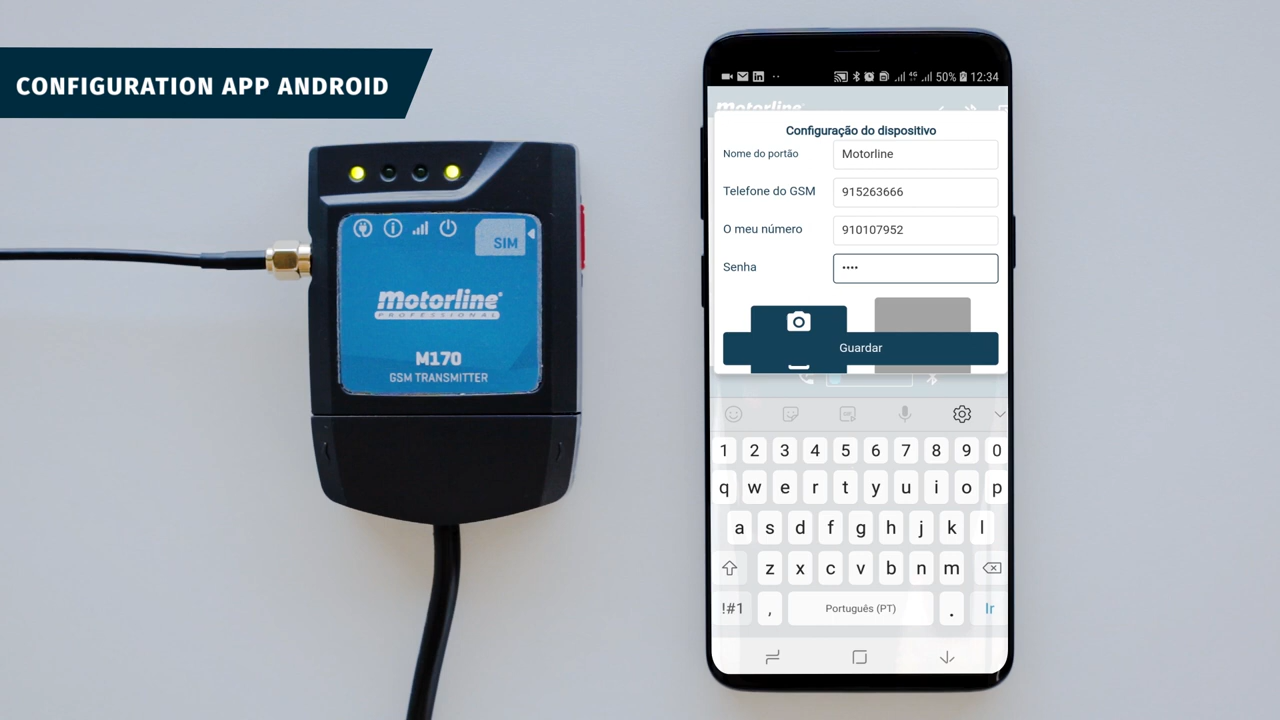 CONFIGURATION APP ANDROID
SIM
motorline
PROFESSIONAL
M170
GSM TRANSMITTER
4G 50% 12:34
motorline
Configuração do dispositivo
Nome do portão Motorline
Telefone do GSM 915263666
O meu número 910107952
Senha ••••
Guardar
1 2 3 4 5 6 7 8 9 0
q w e r t y u i o p
a s d f g h j k l
z x c v b n m
!#1 , Português (PT) . Ir